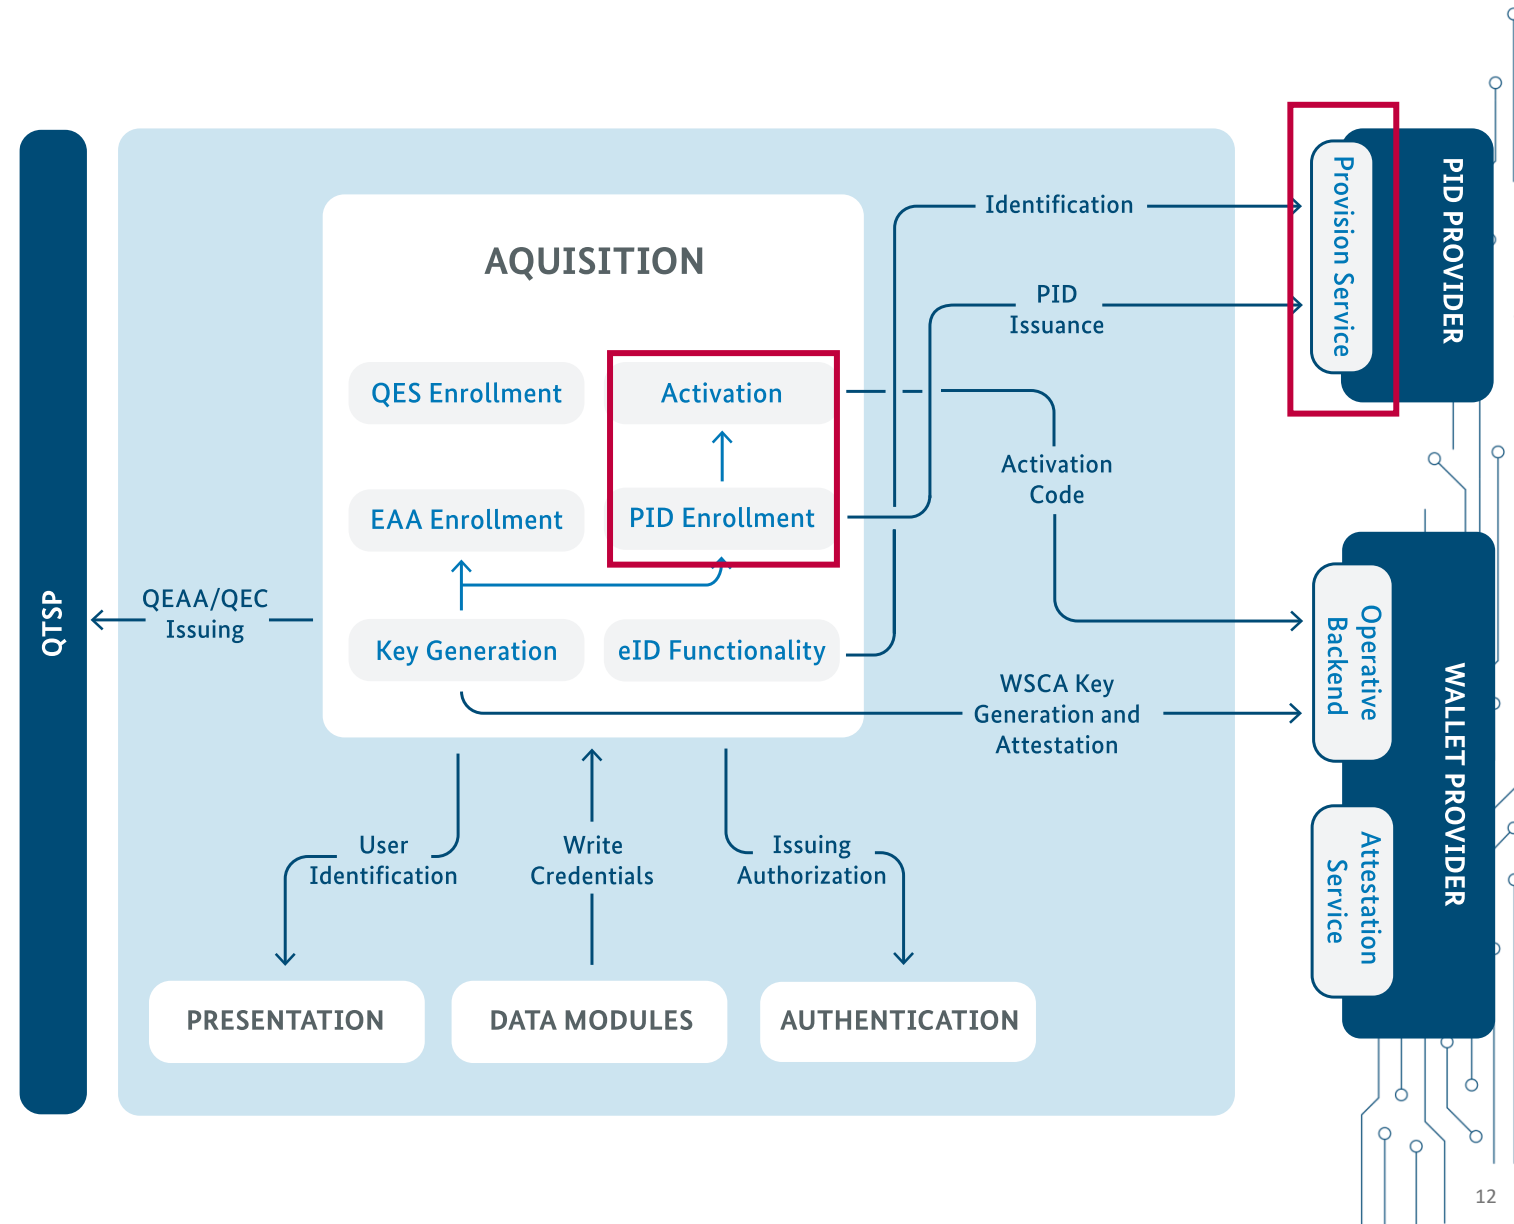 AQUISITION
QES Enrollment
Activation
EAA Enrollment
PID Enrollment
Key Generation
eID Functionality
QTSP
QEAA/QEC
Issuing
Identification
PID
Issuance
Activation
Code
WSCA Key
Generation and
Attestation
Provision Service
PID PROVIDER
Operative
Backend
WALLET PROVIDER
Attestation
Service
User
Identification
Write
Credentials
Issuing
Authorization
PRESENTATION
DATA MODULES
AUTHENTICATION
12